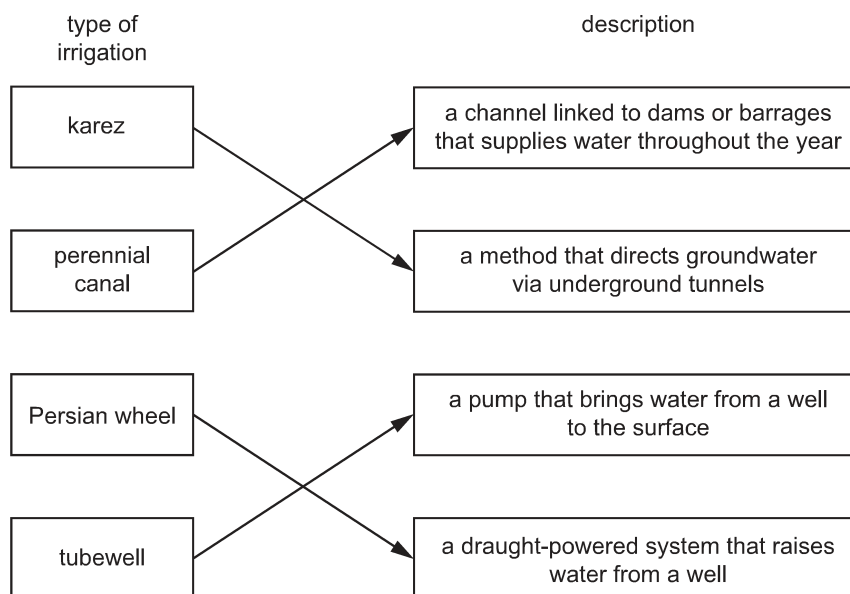 type of
irrigation
description
karez
a channel linked to dams or barrages
that supplies water throughout the year
perennial
canal
a method that directs groundwater
via underground tunnels
Persian wheel
a pump that brings water from a well
to the surface
tubewell
a draught-powered system that raises
water from a well